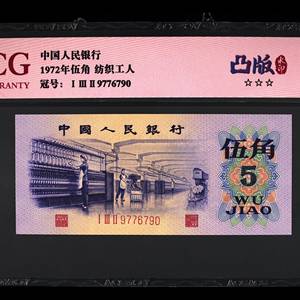 CG
RRANTY
中国人民银行
1972年伍角 纺织工人
冠号： I III II 9776790
凸版
☆☆☆
中国人民银行
伍角
5
WU
JIAO
I III II 9776790